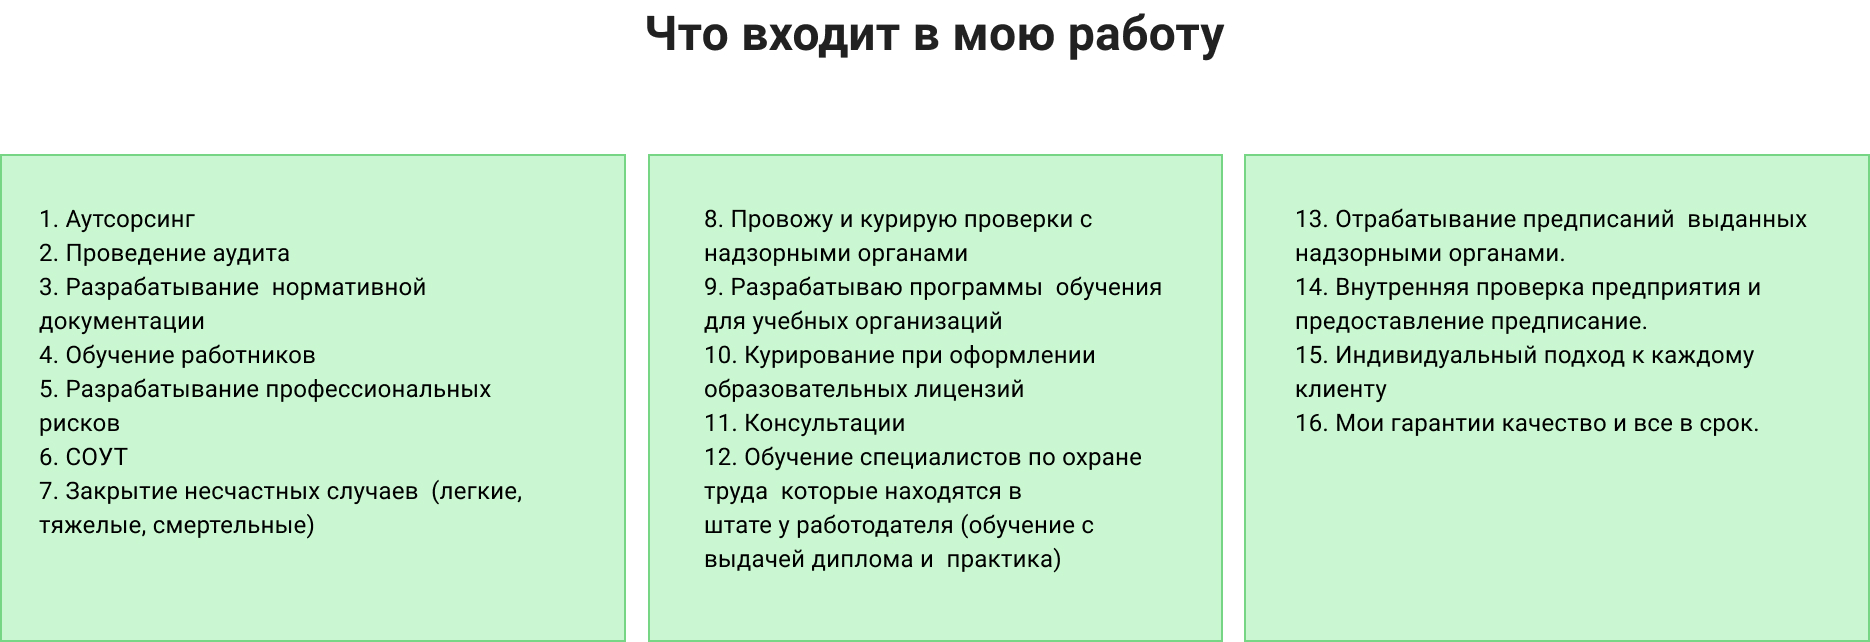 Что входит в мою работу
1. Аутсорсинг
2. Проведение аудита
3. Разрабатывание  нормативной
документации
4. Обучение работников
5. Разрабатывание профессиональных
рисков
6. СОУТ
7. Закрытие несчастных случаев  (легкие,
тяжелые, смертельные)
8. Провожу и курирую проверки с
надзорными органами
9. Разрабатываю программы  обучения
для учебных организаций
10. Курирование при оформлении
образовательных лицензий
11. Консультации
12. Обучение специалистов по охране
труда  которые находятся в
штате у работодателя (обучение с
выдачей диплома и  практика)
13. Отрабатывание предписаний  выданных
надзорными органами.
14. Внутренняя проверка предприятия и
предоставление предписание.
15. Индивидуальный подход к каждому
клиенту
16. Мои гарантии качество и все в срок.